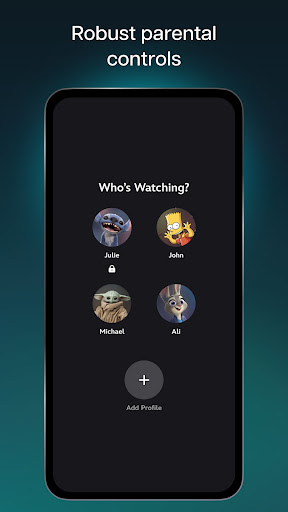 Robust parental
controls
Who's Watching?
Julie
John
Michael
Ali
+
Add Profile